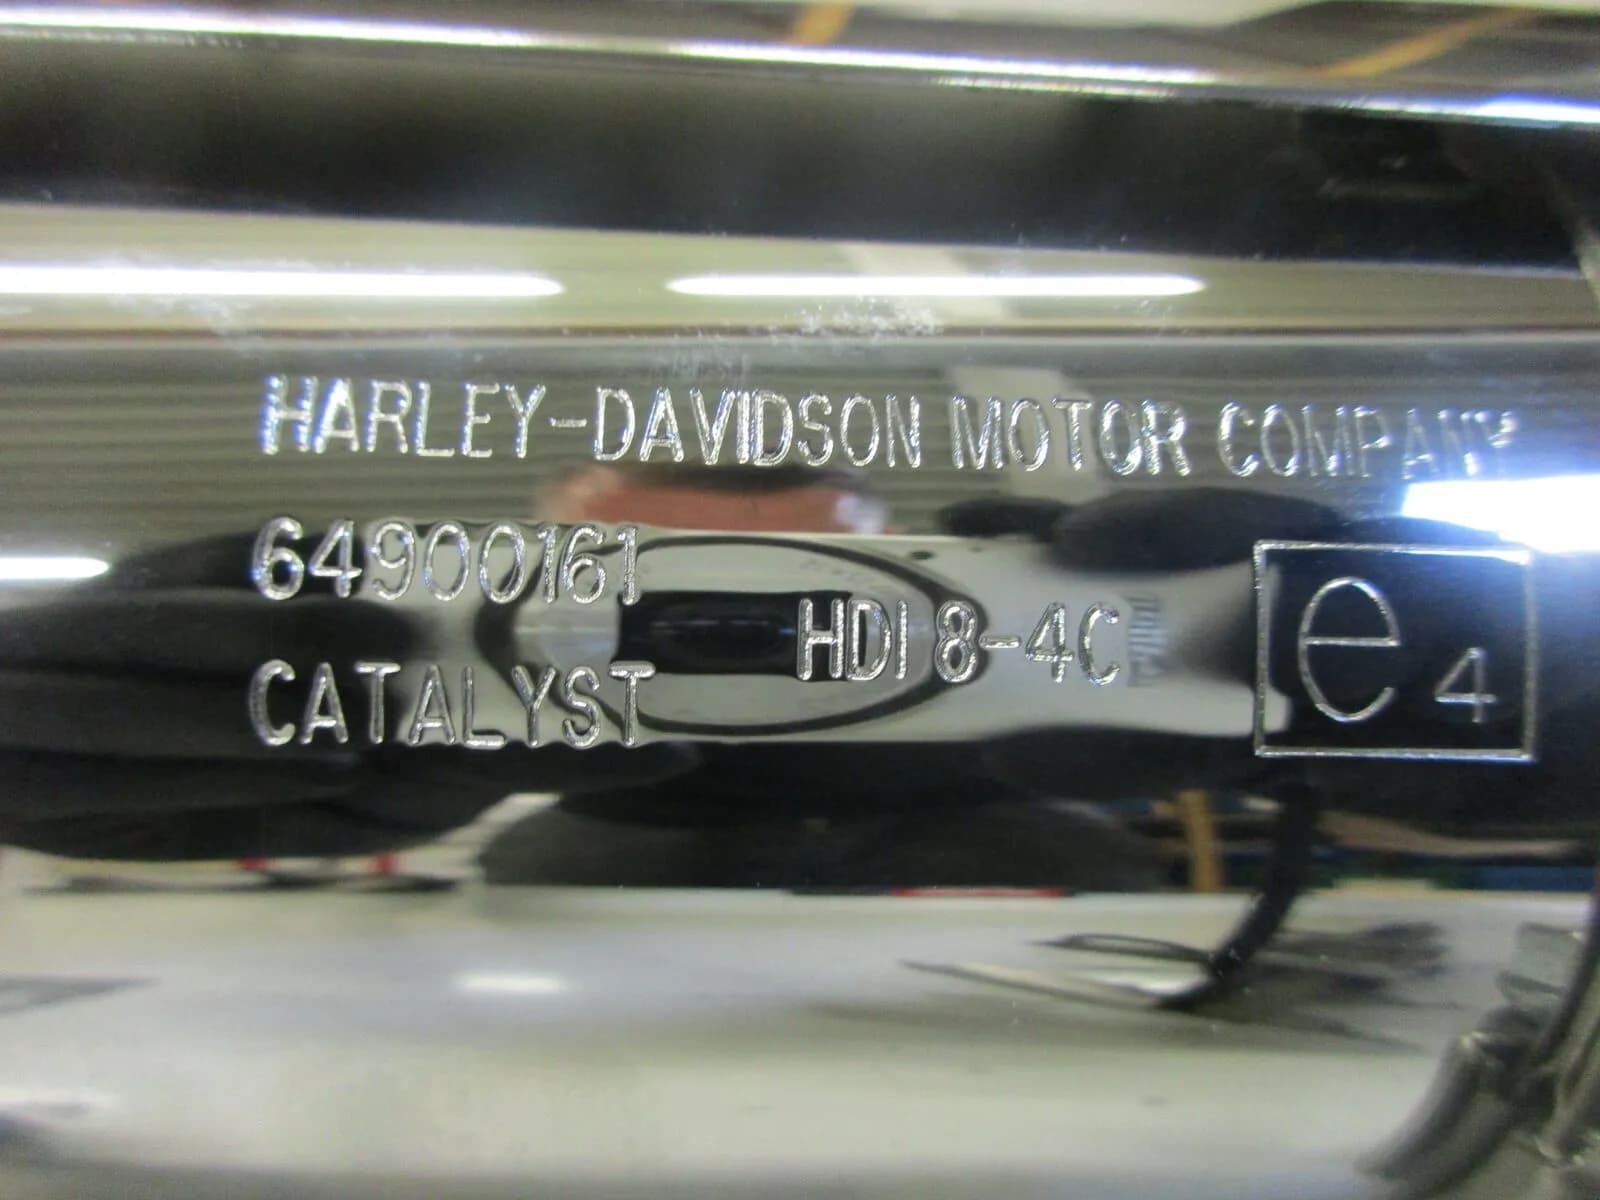 HARLEY-DAVIDSON MOTOR COMPANY
64900161
HDI 8-4C
CATALYST
e4